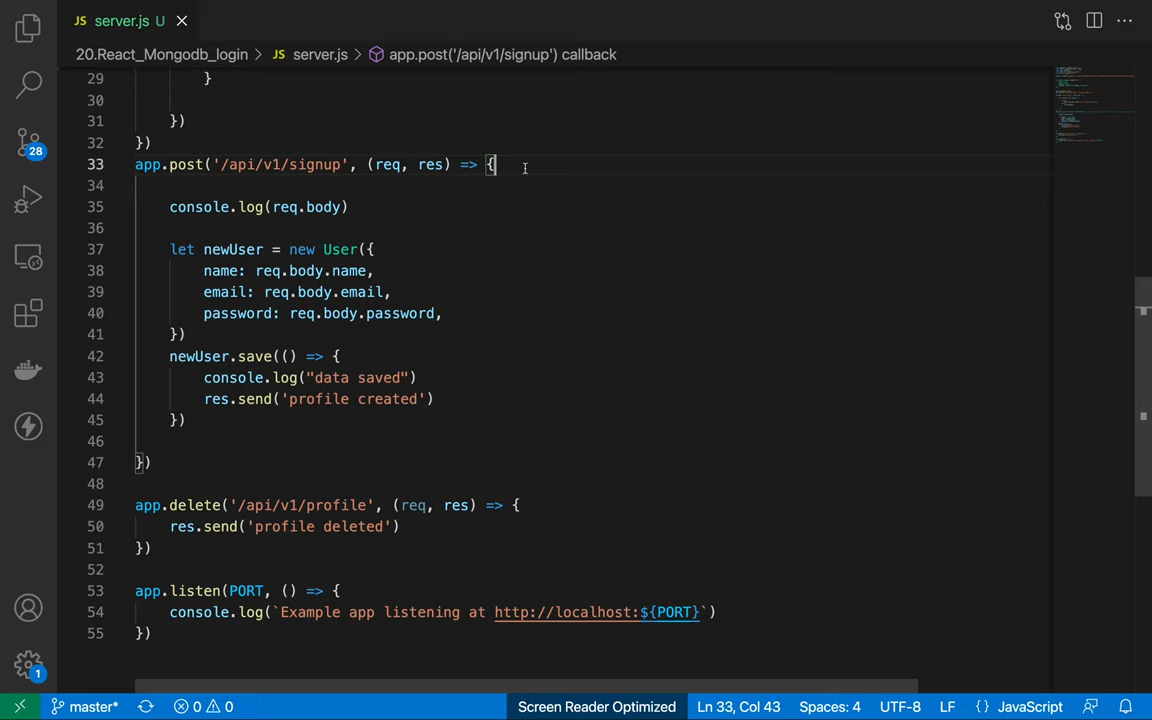 JS server.js U
20.React_Mongodb_login > JS server.js > app.post('/api/v1/signup') callback
29 }
30
31 })
32 })
33 app.post('/api/v1/signup', (req, res) => {
34
35 console.log(req.body)
36
37 let newUser = new User({
38 name: req.body.name,
39 email: req.body.email,
40 password: req.body.password,
41 })
42 newUser.save(() => {
43 console.log("data saved")
44 res.send('profile created')
45 })
46
47 })
48
49 app.delete('/api/v1/profile', (req, res) => {
50 res.send('profile deleted')
51 })
52
53 app.listen(PORT, () => {
54 console.log(`Example app listening at http://localhost:${PORT}`)
55 })
28
1
master* 0 0 Screen Reader Optimized Ln 33, Col 43 Spaces: 4 UTF-8 LF {} JavaScript